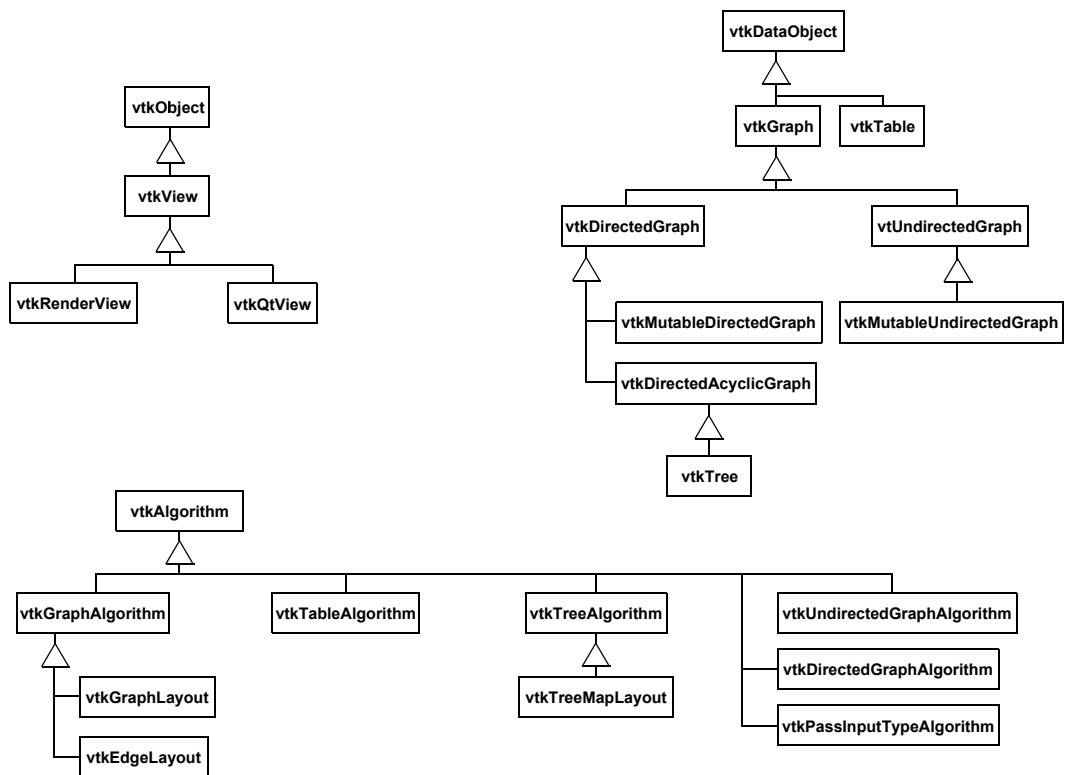 vtkDataObject
vtkObject
vtkGraph
vtkTable
vtkView
vtkDirectedGraph
vtUndirectedGraph
vtkRenderView
vtkQtView
vtkMutableDirectedGraph
vtkMutableUndirectedGraph
vtkDirectedAcyclicGraph
vtkTree
vtkAlgorithm
vtkGraphAlgorithm
vtkTableAlgorithm
vtkTreeAlgorithm
vtkUndirectedGraphAlgorithm
vtkDirectedGraphAlgorithm
vtkGraphLayout
vtkTreeMapLayout
vtkPassInputTypeAlgorithm
vtkEdgeLayout